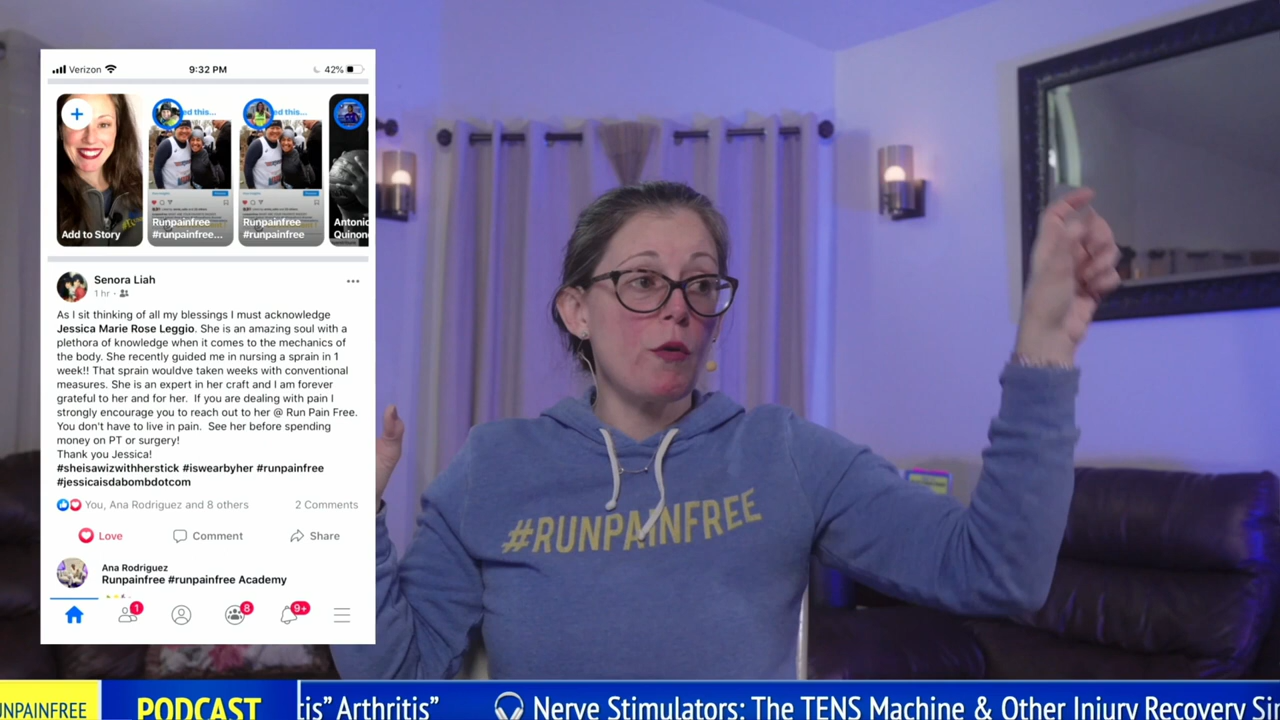 Verizon
9:32 PM
42%
ed this...
ed this...
Add to Story
Runpainfree
#runpainfree...
Runpainfree
#runpainfree
Antonio
Quinon
Senora Liah
1 hr ·
As I sit thinking of all my blessings I must acknowledge
Jessica Marie Rose Leggio. She is an amazing soul with a
plethora of knowledge when it comes to the mechanics of
the body. She recently guided me in nursing a sprain in 1
week!! That sprain wouldve taken weeks with conventional
measures. She is an expert in her craft and I am forever
grateful to her and for her. If you are dealing with pain I
strongly encourage you to reach out to her @ Run Pain Free.
You don't have to live in pain. See her before spending
money on PT or surgery!
Thank you Jessica!
#sheisawizwithherstick #iswearbyher #runpainfree
#jessicaisdabombdotcom
You, Ana Rodriguez and 8 others
2 Comments
Love
Comment
Share
Ana Rodriguez
Runpainfree #runpainfree Academy
1
8
9+
#RUNPAINFREE
UNPAINFREE
PODCAST
tis” Arthritis”
Nerve Stimulators: The TENS Machine & Other Injury Recovery Si